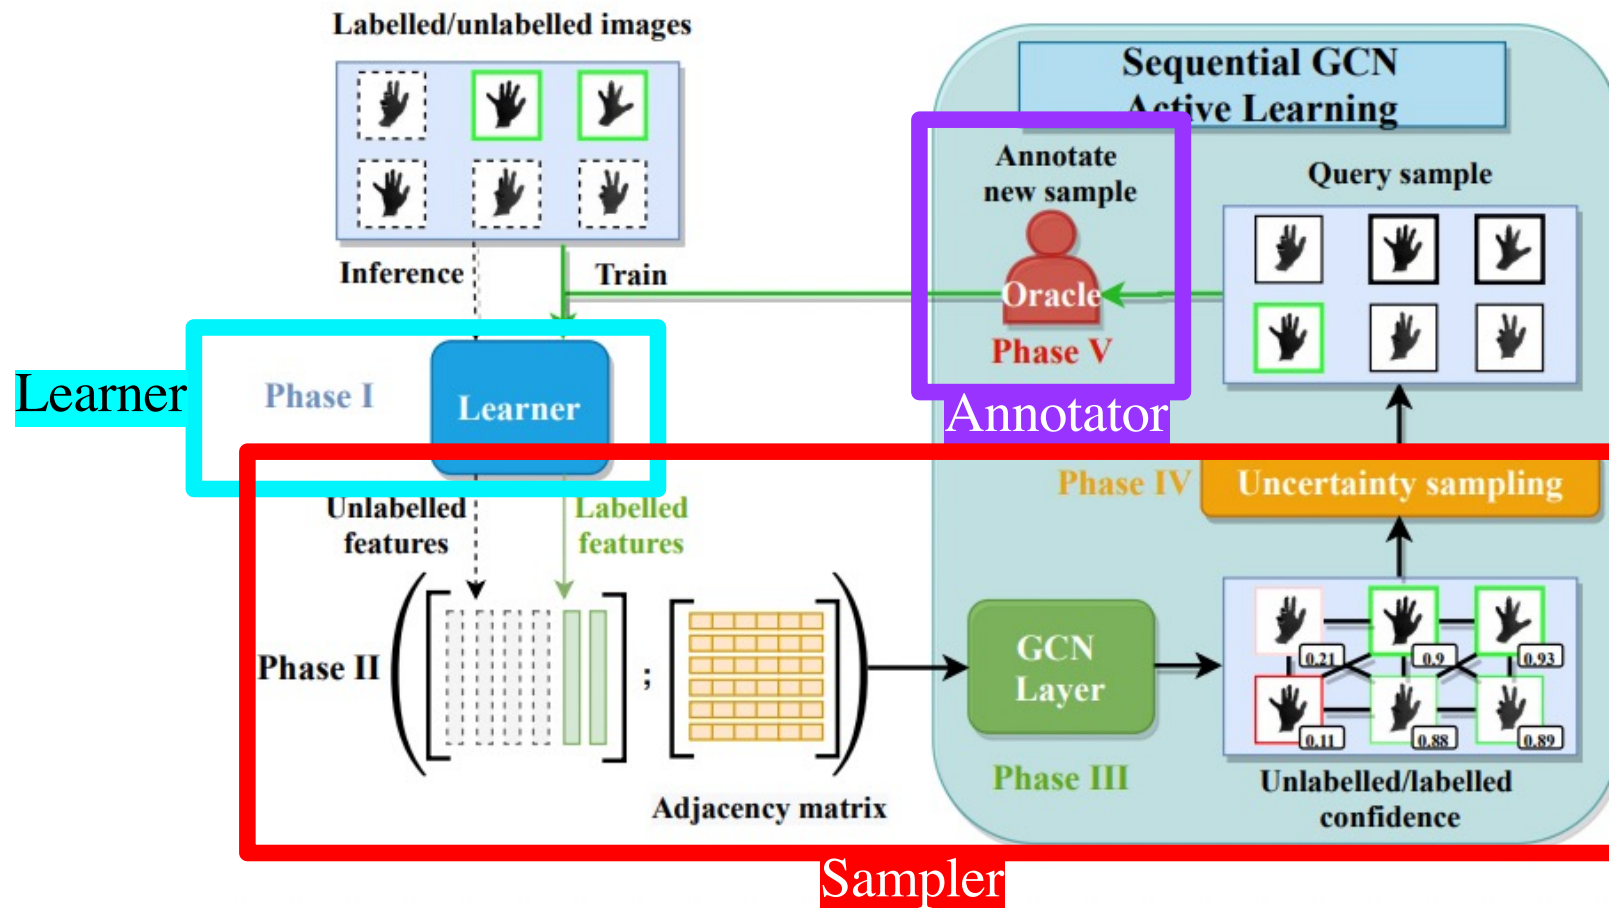 Labelled/unlabelled images
Sequential GCN
Active Learning
Annotate
new sample
Query sample
Inference
Train
Oracle
Phase V
Learner
Phase I
Learner
Annotator
Phase IV
Uncertainty sampling
Unlabelled
features
Labelled
features
Phase II
;
GCN
Layer
Phase III
0.21
0.9
0.93
0.11
0.88
0.89
Adjacency matrix
Unlabelled/labelled
confidence
Sampler